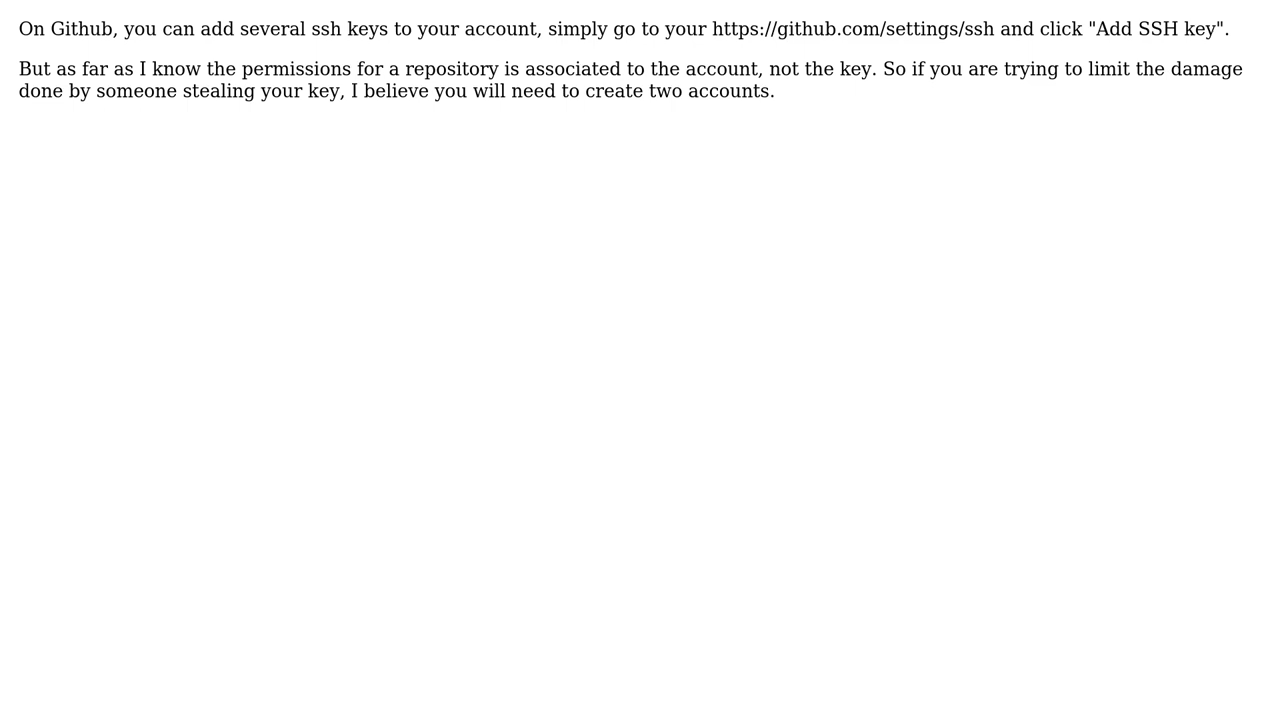 On Github, you can add several ssh keys to your account, simply go to your https://github.com/settings/ssh and click "Add SSH key".
But as far as I know the permissions for a repository is associated to the account, not the key. So if you are trying to limit the damage
done by someone stealing your key, I believe you will need to create two accounts.